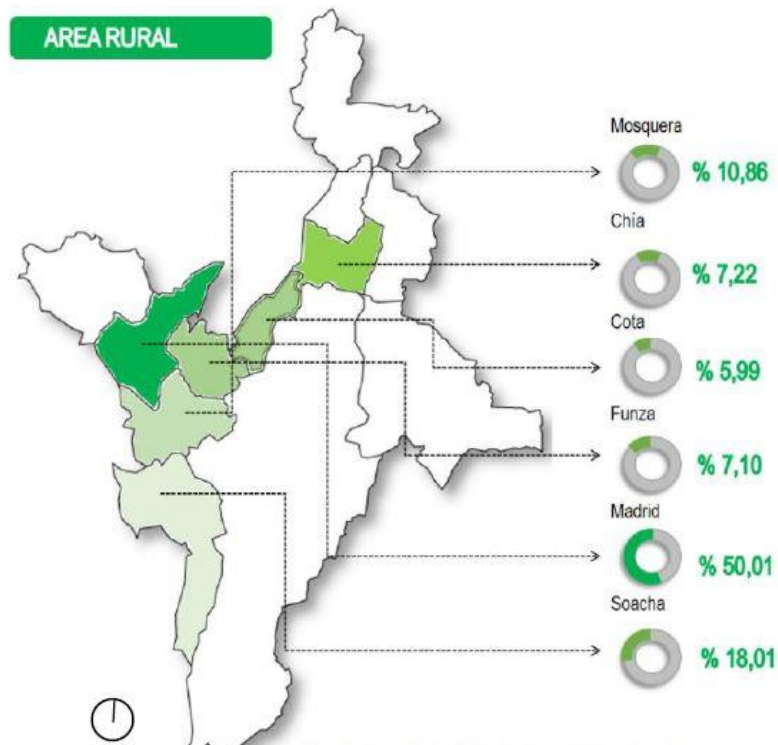 AREA RURAL
Mosquera
% 10,86
Chía
% 7,22
Cota
% 5,99
Funza
% 7,10
Madrid
% 50,01
Soacha
% 18,01